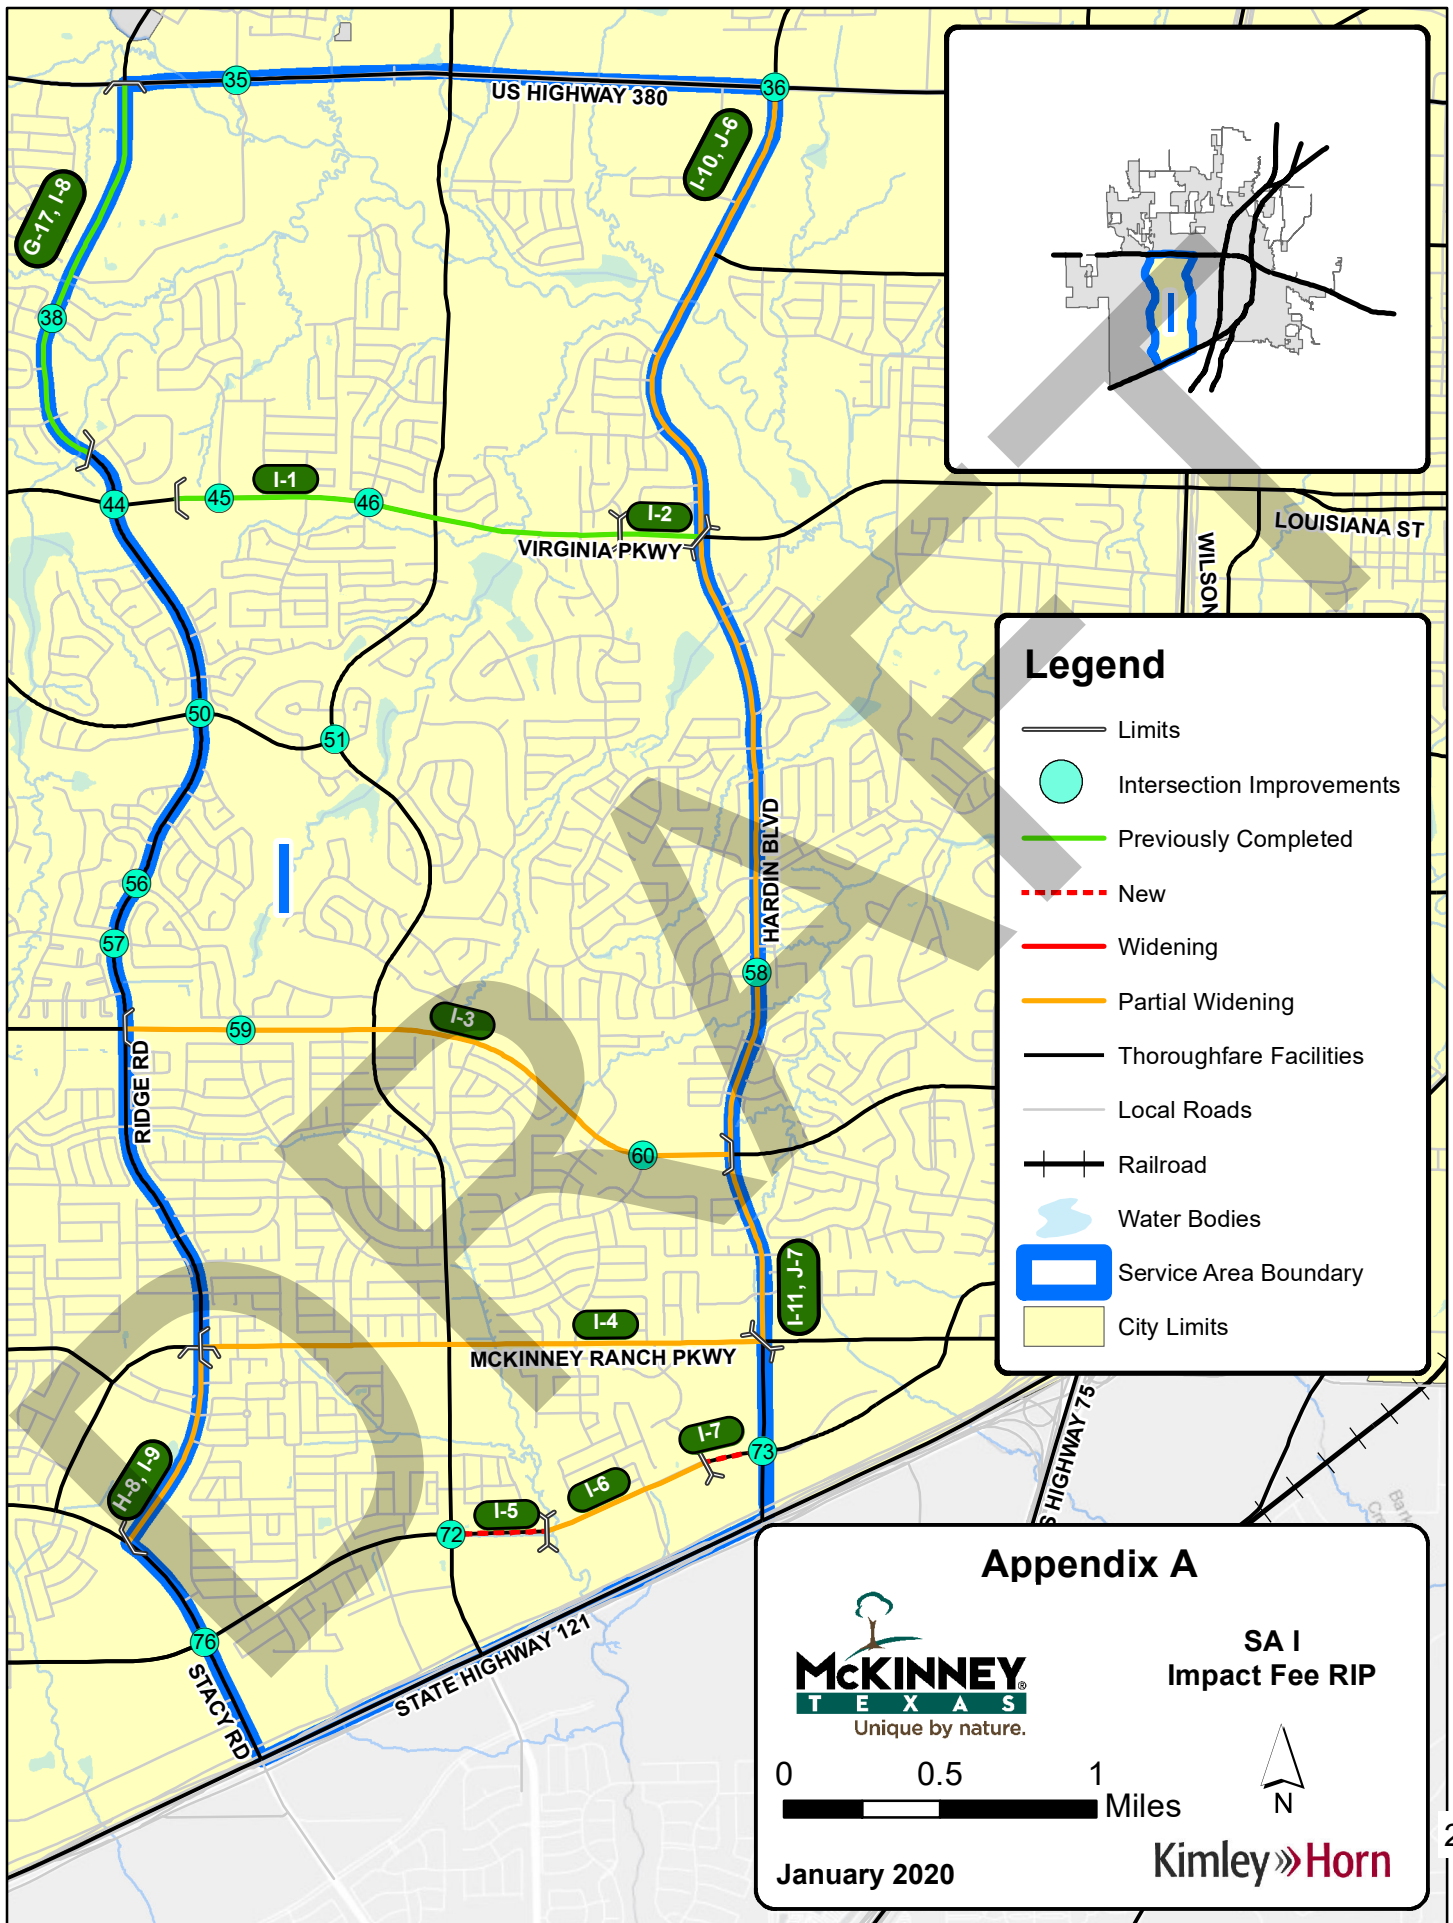 35
US HIGHWAY 380
36
I-10, J-6
G-17, I-8
38
44
45
I-1
46
I-2
VIRGINIA PKWY
LOUISIANA ST
WILSON
50
51
56
57
HARDIN BLVD
58
59
I-3
RIDGE RD
60
I-11, J-7
I-4
MCKINNEY RANCH PKWY
I-7
73
H-8, I-9
I-6
I-5
72
76
STACY RD
STATE HIGHWAY 121
S HIGHWAY 75
I
I
DRAFT
Legend
Limits
Intersection Improvements
Previously Completed
New
Widening
Partial Widening
Thoroughfare Facilities
Local Roads
Railroad
Water Bodies
Service Area Boundary
City Limits
Appendix A
McKINNEY®
TEXAS
Unique by nature.
SA I
Impact Fee RIP
0 0.5 1
Miles
N
January 2020
Kimley»Horn
2